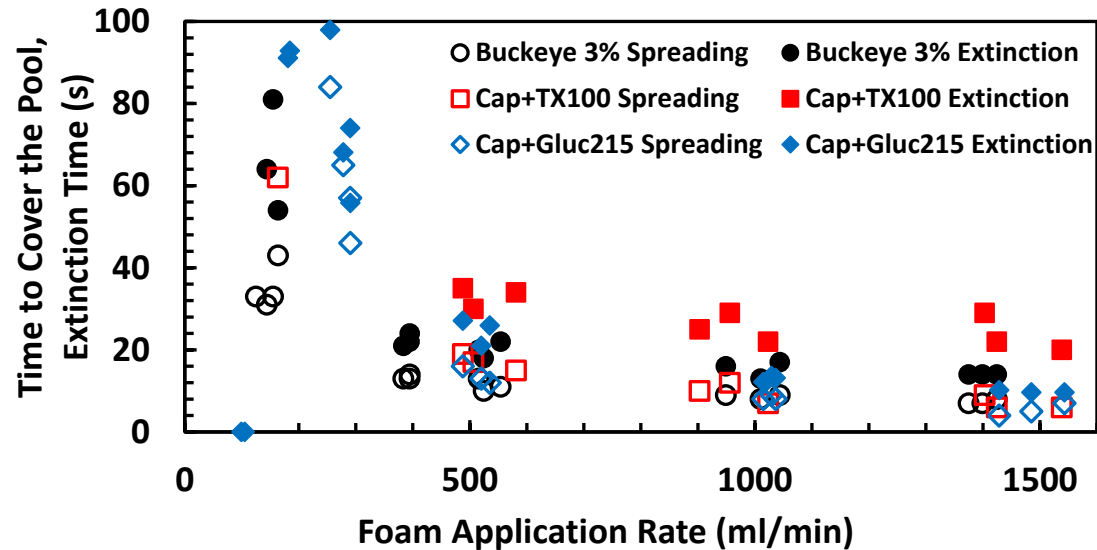 Time to Cover the Pool,
Extinction Time (s)
100
80
60
40
20
0
Buckeye 3% Spreading
Buckeye 3% Extinction
Cap+TX100 Spreading
Cap+TX100 Extinction
Cap+Gluc215 Spreading
Cap+Gluc215 Extinction
0
500
1000
1500
Foam Application Rate (ml/min)